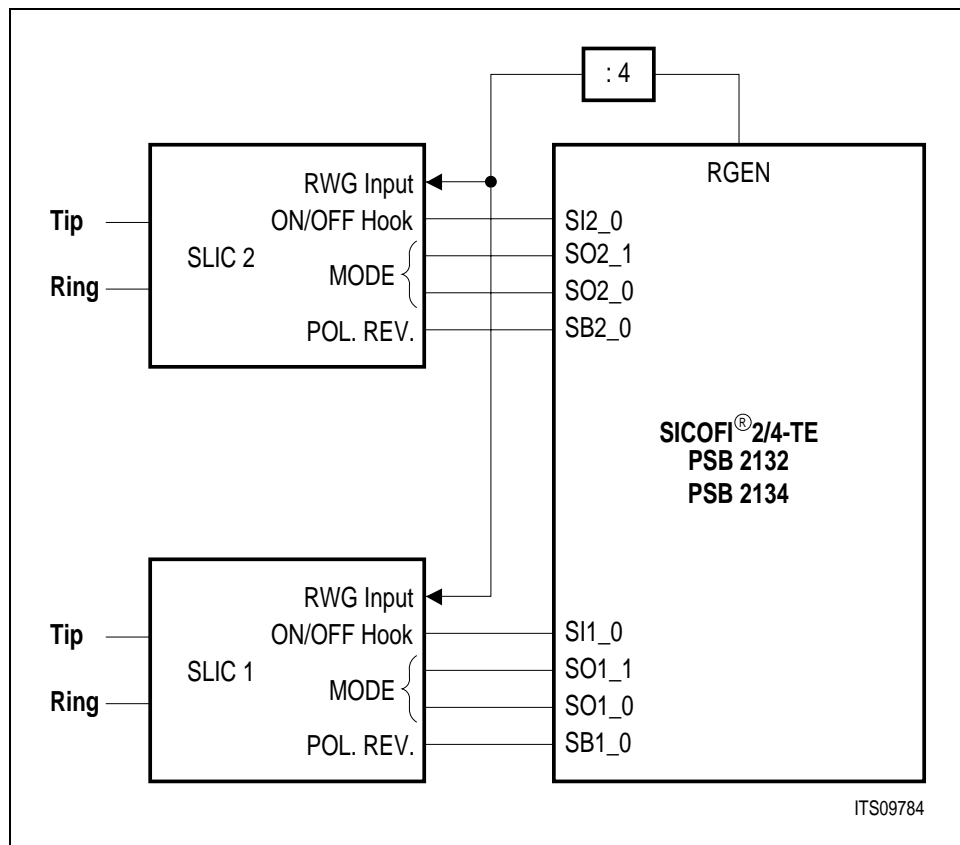 : 4
RGEN
RWG Input
ON/OFF Hook
MODE
POL. REV.
Tip
Ring
SLIC 2
SI2_0
SO2_1
SO2_0
SB2_0
SICOFI®2/4-TE
PSB 2132
PSB 2134
RWG Input
ON/OFF Hook
MODE
POL. REV.
Tip
Ring
SLIC 1
SI1_0
SO1_1
SO1_0
SB1_0
ITS09784